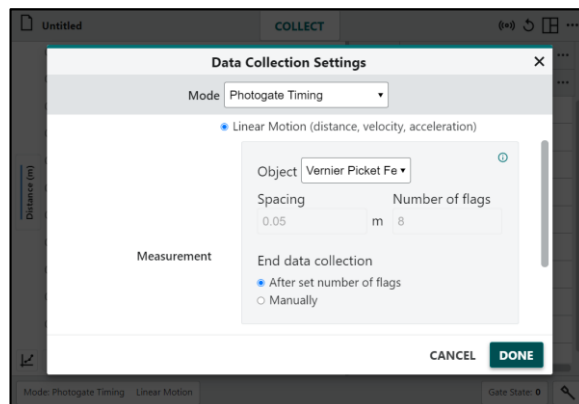 Untitled
COLLECT
Data Collection Settings
Mode
Photogate Timing
Linear Motion (distance, velocity, acceleration)
Object
Vernier Picket Fe
Spacing
Number of flags
0.05
m
8
Measurement
End data collection
After set number of flags
Manually
Distance (m)
CANCEL
DONE
Mode: Photogate Timing
Linear Motion
Gate State: 0